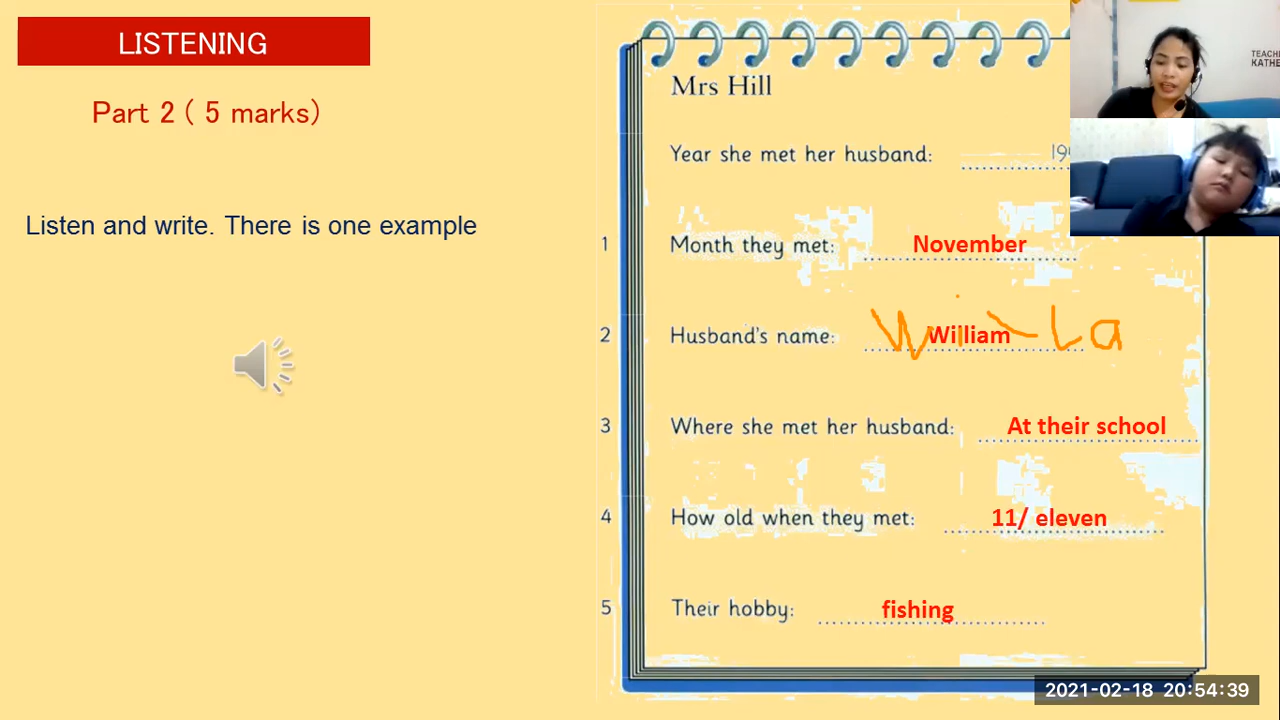 LISTENING
Part 2 ( 5 marks)
Listen and write. There is one example
Mrs Hill
Year she met her husband:
1 Month they met: November
2 Husband's name: William
3 Where she met her husband: At their school
4 How old when they met: 11/ eleven
5 Their hobby: fishing
2021-02-18 20:54:39